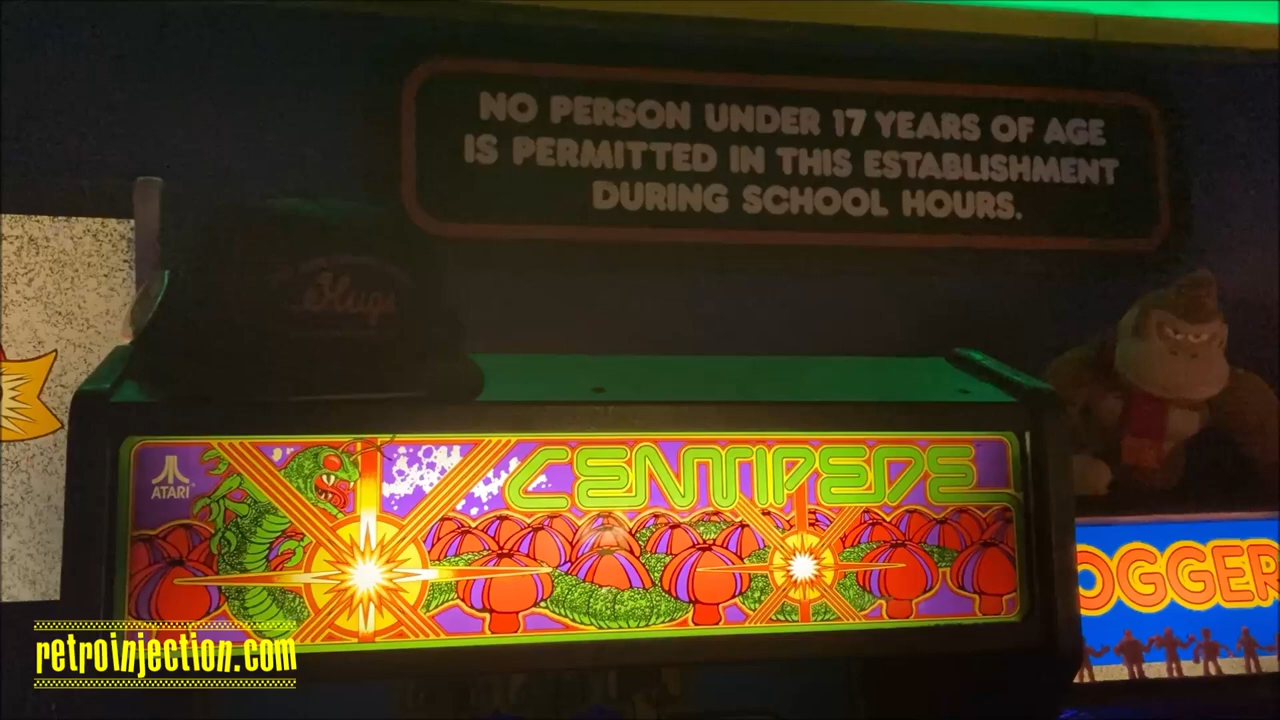 NO PERSON UNDER 17 YEARS OF AGE
IS PERMITTED IN THIS ESTABLISHMENT
DURING SCHOOL HOURS.
ATARI
CENTIPEDE
OGGER
retroinjection.com